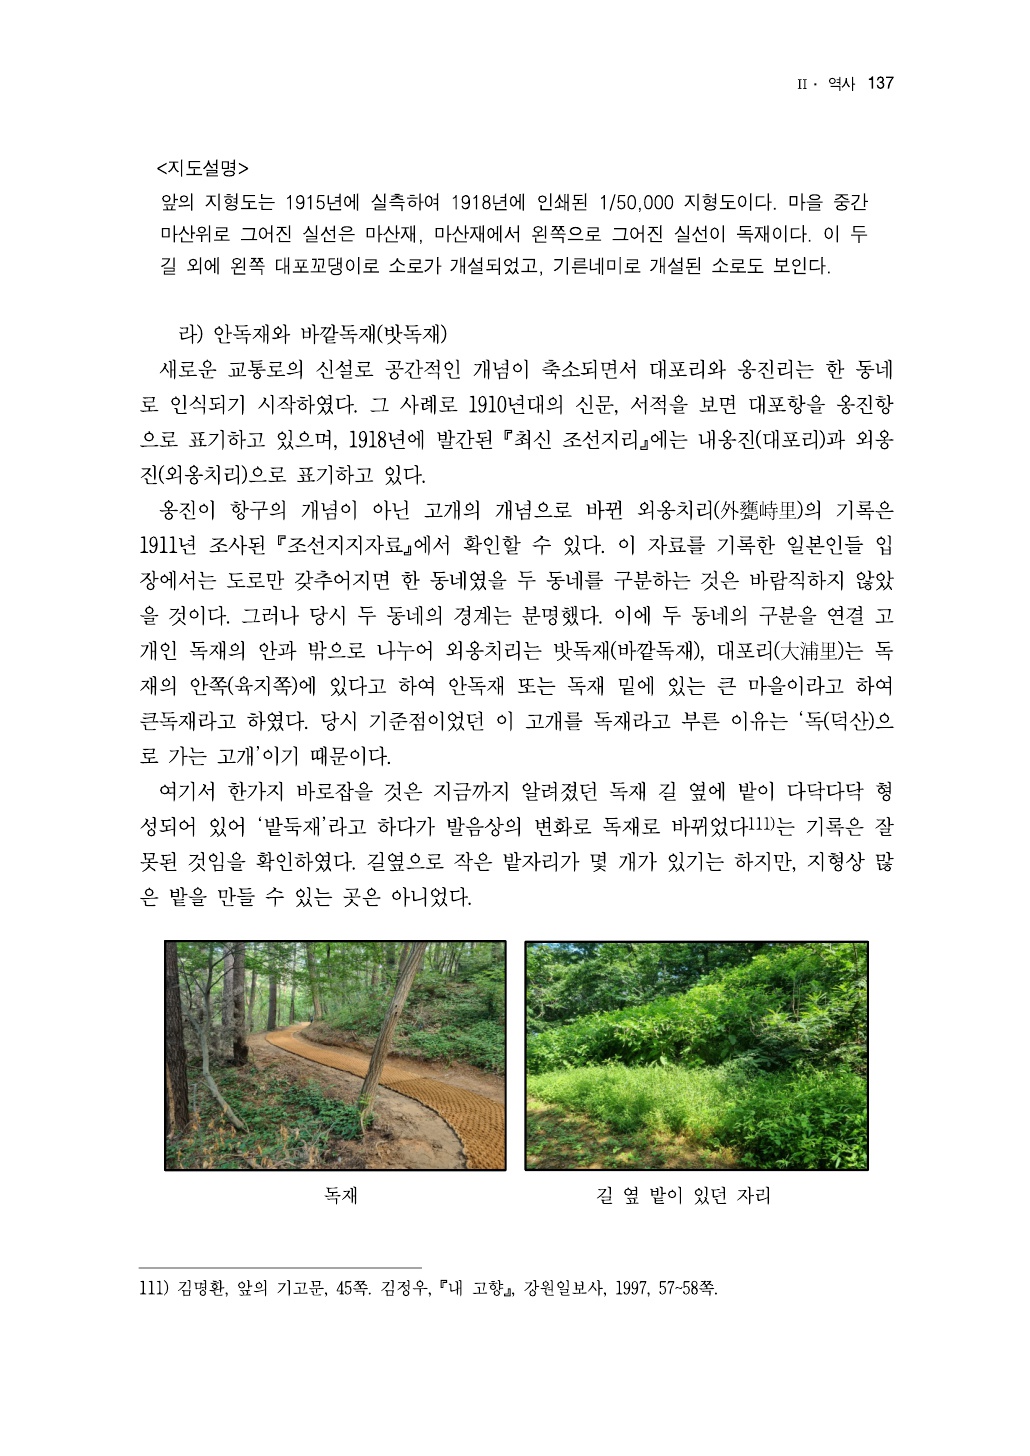 II · 역사 137
<지도설명>
앞의 지형도는 1915년에 실측하여 1918년에 인쇄된 1/50,000 지형도이다. 마을 중간
마산위로 그어진 실선은 마산재, 마산재에서 왼쪽으로 그어진 실선이 독재이다. 이 두
길 외에 왼쪽 대포꼬댕이로 소로가 개설되었고, 기른네미로 개설된 소로도 보인다.
라) 안독재와 바깥독재(밧독재)
새로운 교통로의 신설로 공간적인 개념이 축소되면서 대포리와 옹진리는 한 동네
로 인식되기 시작하였다. 그 사례로 1910년대의 신문, 서적을 보면 대포항을 옹진항
으로 표기하고 있으며, 1918년에 발간된 『최신 조선지리』에는 내옹진(대포리)과 외옹
진(외옹치리)으로 표기하고 있다.
옹진이 항구의 개념이 아닌 고개의 개념으로 바뀐 외옹치리(外甕峙里)의 기록은
1911년 조사된 『조선지지자료』에서 확인할 수 있다. 이 자료를 기록한 일본인들 입
장에서는 도로만 갖추어지면 한 동네였을 두 동네를 구분하는 것은 바람직하지 않았
을 것이다. 그러나 당시 두 동네의 경계는 분명했다. 이에 두 동네의 구분을 연결 고
개인 독재의 안과 밖으로 나누어 외옹치리는 밧독재(바깥독재), 대포리(大浦里)는 독
재의 안쪽(육지쪽)에 있다고 하여 안독재 또는 독재 밑에 있는 큰 마을이라고 하여
큰독재라고 하였다. 당시 기준점이었던 이 고개를 독재라고 부른 이유는 ‘독(덕산)으
로 가는 고개’이기 때문이다.
여기서 한가지 바로잡을 것은 지금까지 알려졌던 독재 길 옆에 밭이 다닥다닥 형
성되어 있어 ‘밭둑재’라고 하다가 발음상의 변화로 독재로 바뀌었다111)는 기록은 잘
못된 것임을 확인하였다. 길옆으로 작은 밭자리가 몇 개가 있기는 하지만, 지형상 많
은 밭을 만들 수 있는 곳은 아니었다.
독재
길 옆 밭이 있던 자리
111) 김명환, 앞의 기고문, 45쪽. 김정우, 『내 고향』, 강원일보사, 1997, 57~58쪽.